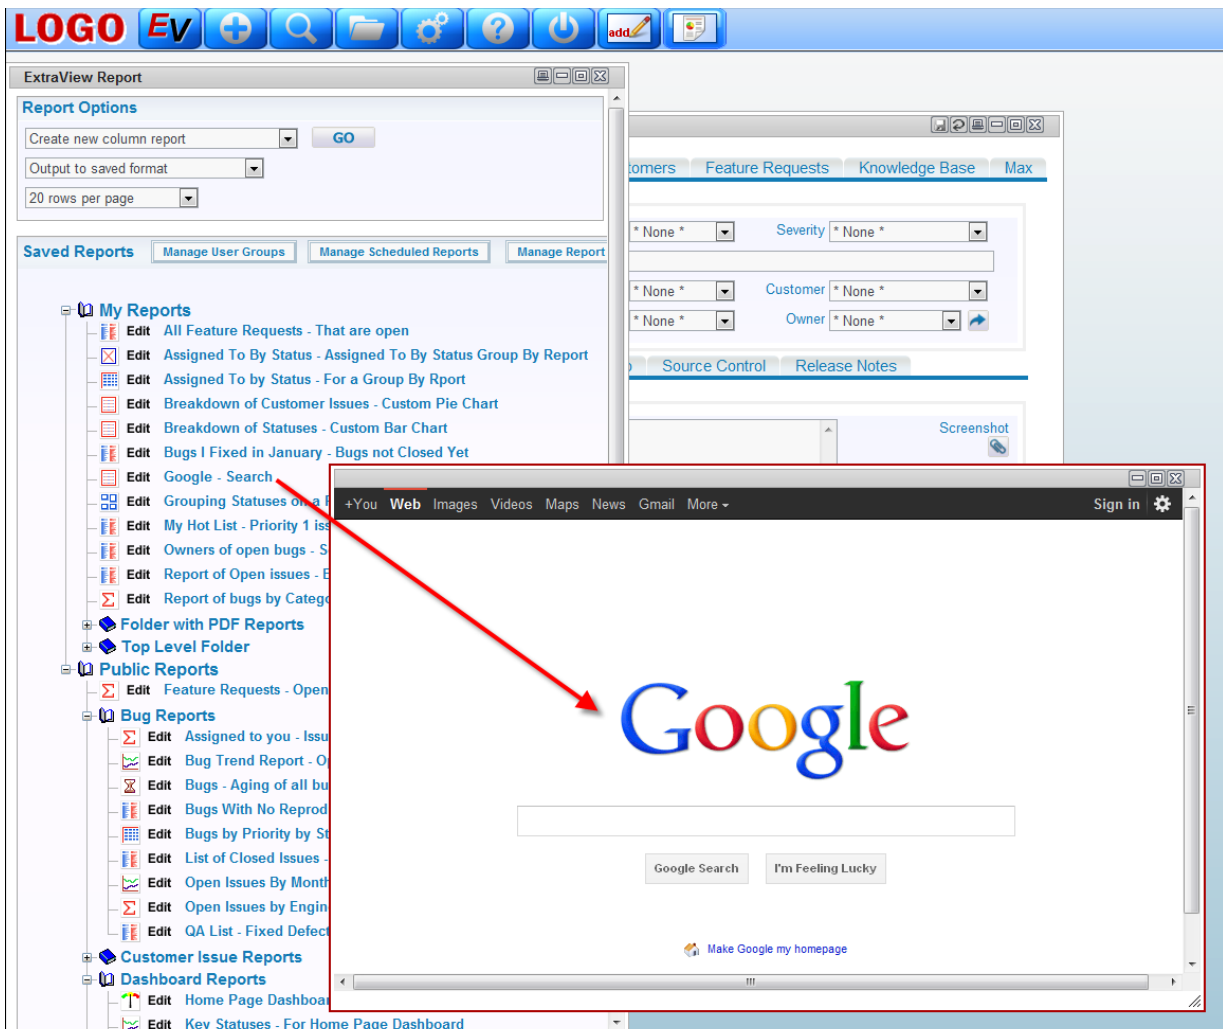 LOGO EV add
ExtraView Report
Report Options
Create new column report GO
Output to saved format
20 rows per page
Saved Reports Manage User Groups Manage Scheduled Reports Manage Report
My Reports
Edit All Feature Requests - That are open
Edit Assigned To By Status - Assigned To By Status Group By Report
Edit Assigned To by Status - For a Group By Rport
Edit Breakdown of Customer Issues - Custom Pie Chart
Edit Breakdown of Statuses - Custom Bar Chart
Edit Bugs I Fixed in January - Bugs not Closed Yet
Edit Google - Search
Edit Grouping Statuses on a
Edit My Hot List - Priority 1 iss
Edit Owners of open bugs - S
Edit Report of Open issues - E
Edit Report of bugs by Catego
Folder with PDF Reports
Top Level Folder
Public Reports
Edit Feature Requests - Open
Bug Reports
Edit Assigned to you - Issu
Edit Bug Trend Report - Op
Edit Bugs - Aging of all bu
Edit Bugs With No Reprod
Edit Bugs by Priority by St
Edit List of Closed Issues -
Edit Open Issues By Month
Edit Open Issues by Engin
Edit QA List - Fixed Defect
Customer Issue Reports
Dashboard Reports
Edit Home Page Dashboar
Edit Key Statuses - For Home Page Dashboard
tomers Feature Requests Knowledge Base Max
* None * Severity * None *
* None * Customer * None *
* None * Owner * None *
Source Control Release Notes
Screenshot
+You Web Images Videos Maps News Gmail More Sign in
Google
Google Search I'm Feeling Lucky
Make Google my homepage